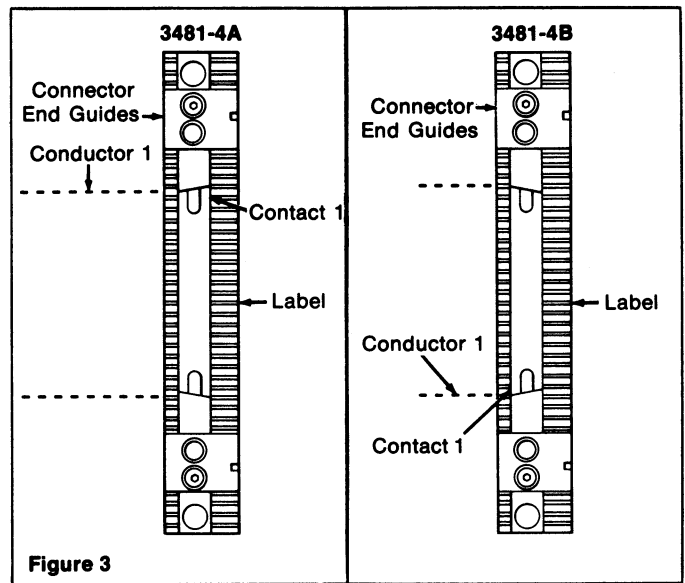 3481-4A
Connector
End Guides
Conductor 1
Contact 1
Label
3481-4B
Connector
End Guides
Label
Conductor 1
Contact 1
Figure 3